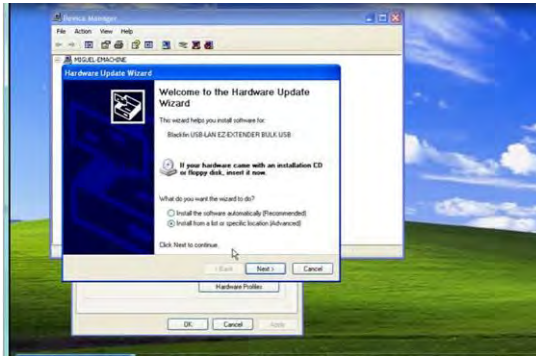 Device Manager
File Action View Help
MIGUEL-EMACHINE
Hardware Update Wizard
Welcome to the Hardware Update
Wizard
This wizard helps you install software for:
Blackfin USB-LAN EZ-EXTENDER BULK USB
If your hardware came with an installation CD
or floppy disk, insert it now.
What do you want the wizard to do?
Install the software automatically (Recommended)
Install from a list or specific location (Advanced)
Click Next to continue.
< Back Next > Cancel
Hardware Profiles
OK Cancel Apply